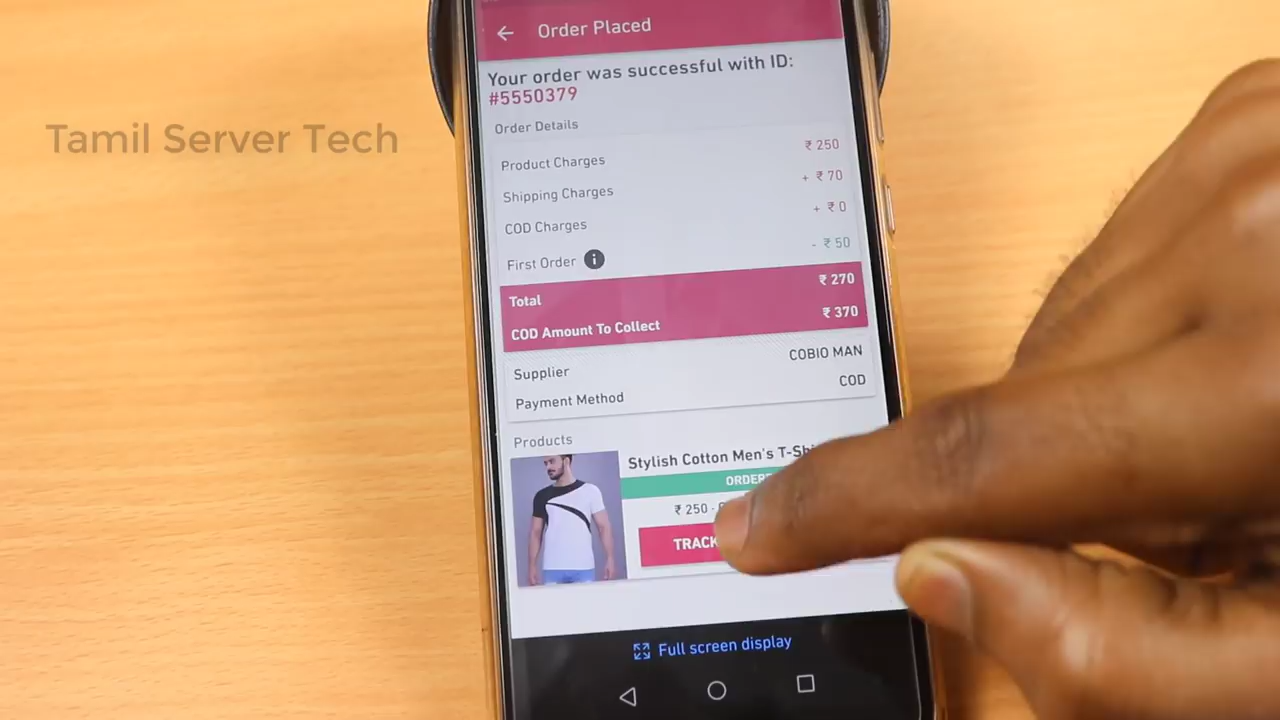 Order Placed
Your order was successful with ID:
#5550379
Tamil Server Tech
Order Details
Product Charges ₹ 250
Shipping Charges + ₹ 70
COD Charges + ₹ 0
First Order i - ₹ 50
Total ₹ 270
COD Amount To Collect ₹ 370
Supplier COBIO MAN
Payment Method COD
Products
Stylish Cotton Men's
₹ 250
TRACK
Full screen display